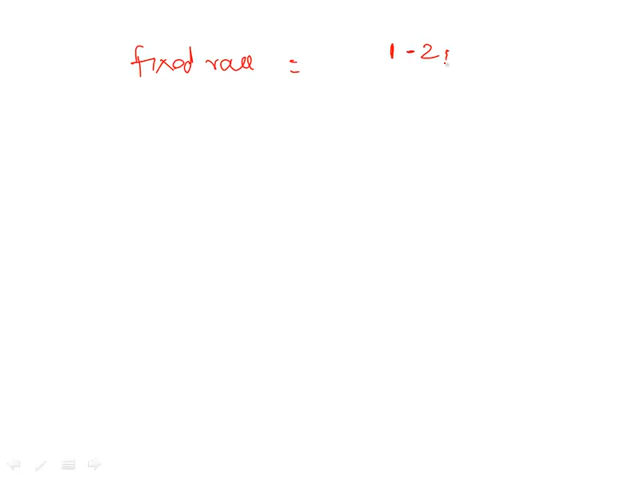 fixed rate = 1 - 2